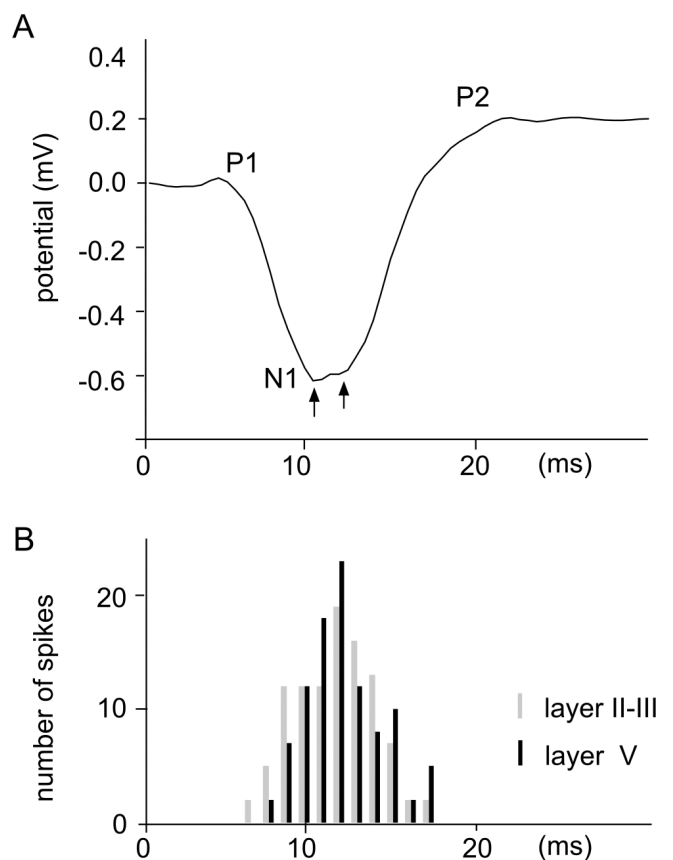 A
0.4
P2
0.2
P1
0.0
-0.2
-0.4
N1
-0.6
potential (mV)
0 10 20 (ms)
B
number of spikes
20
10
0
layer II-III
layer V
0 10 20 (ms)